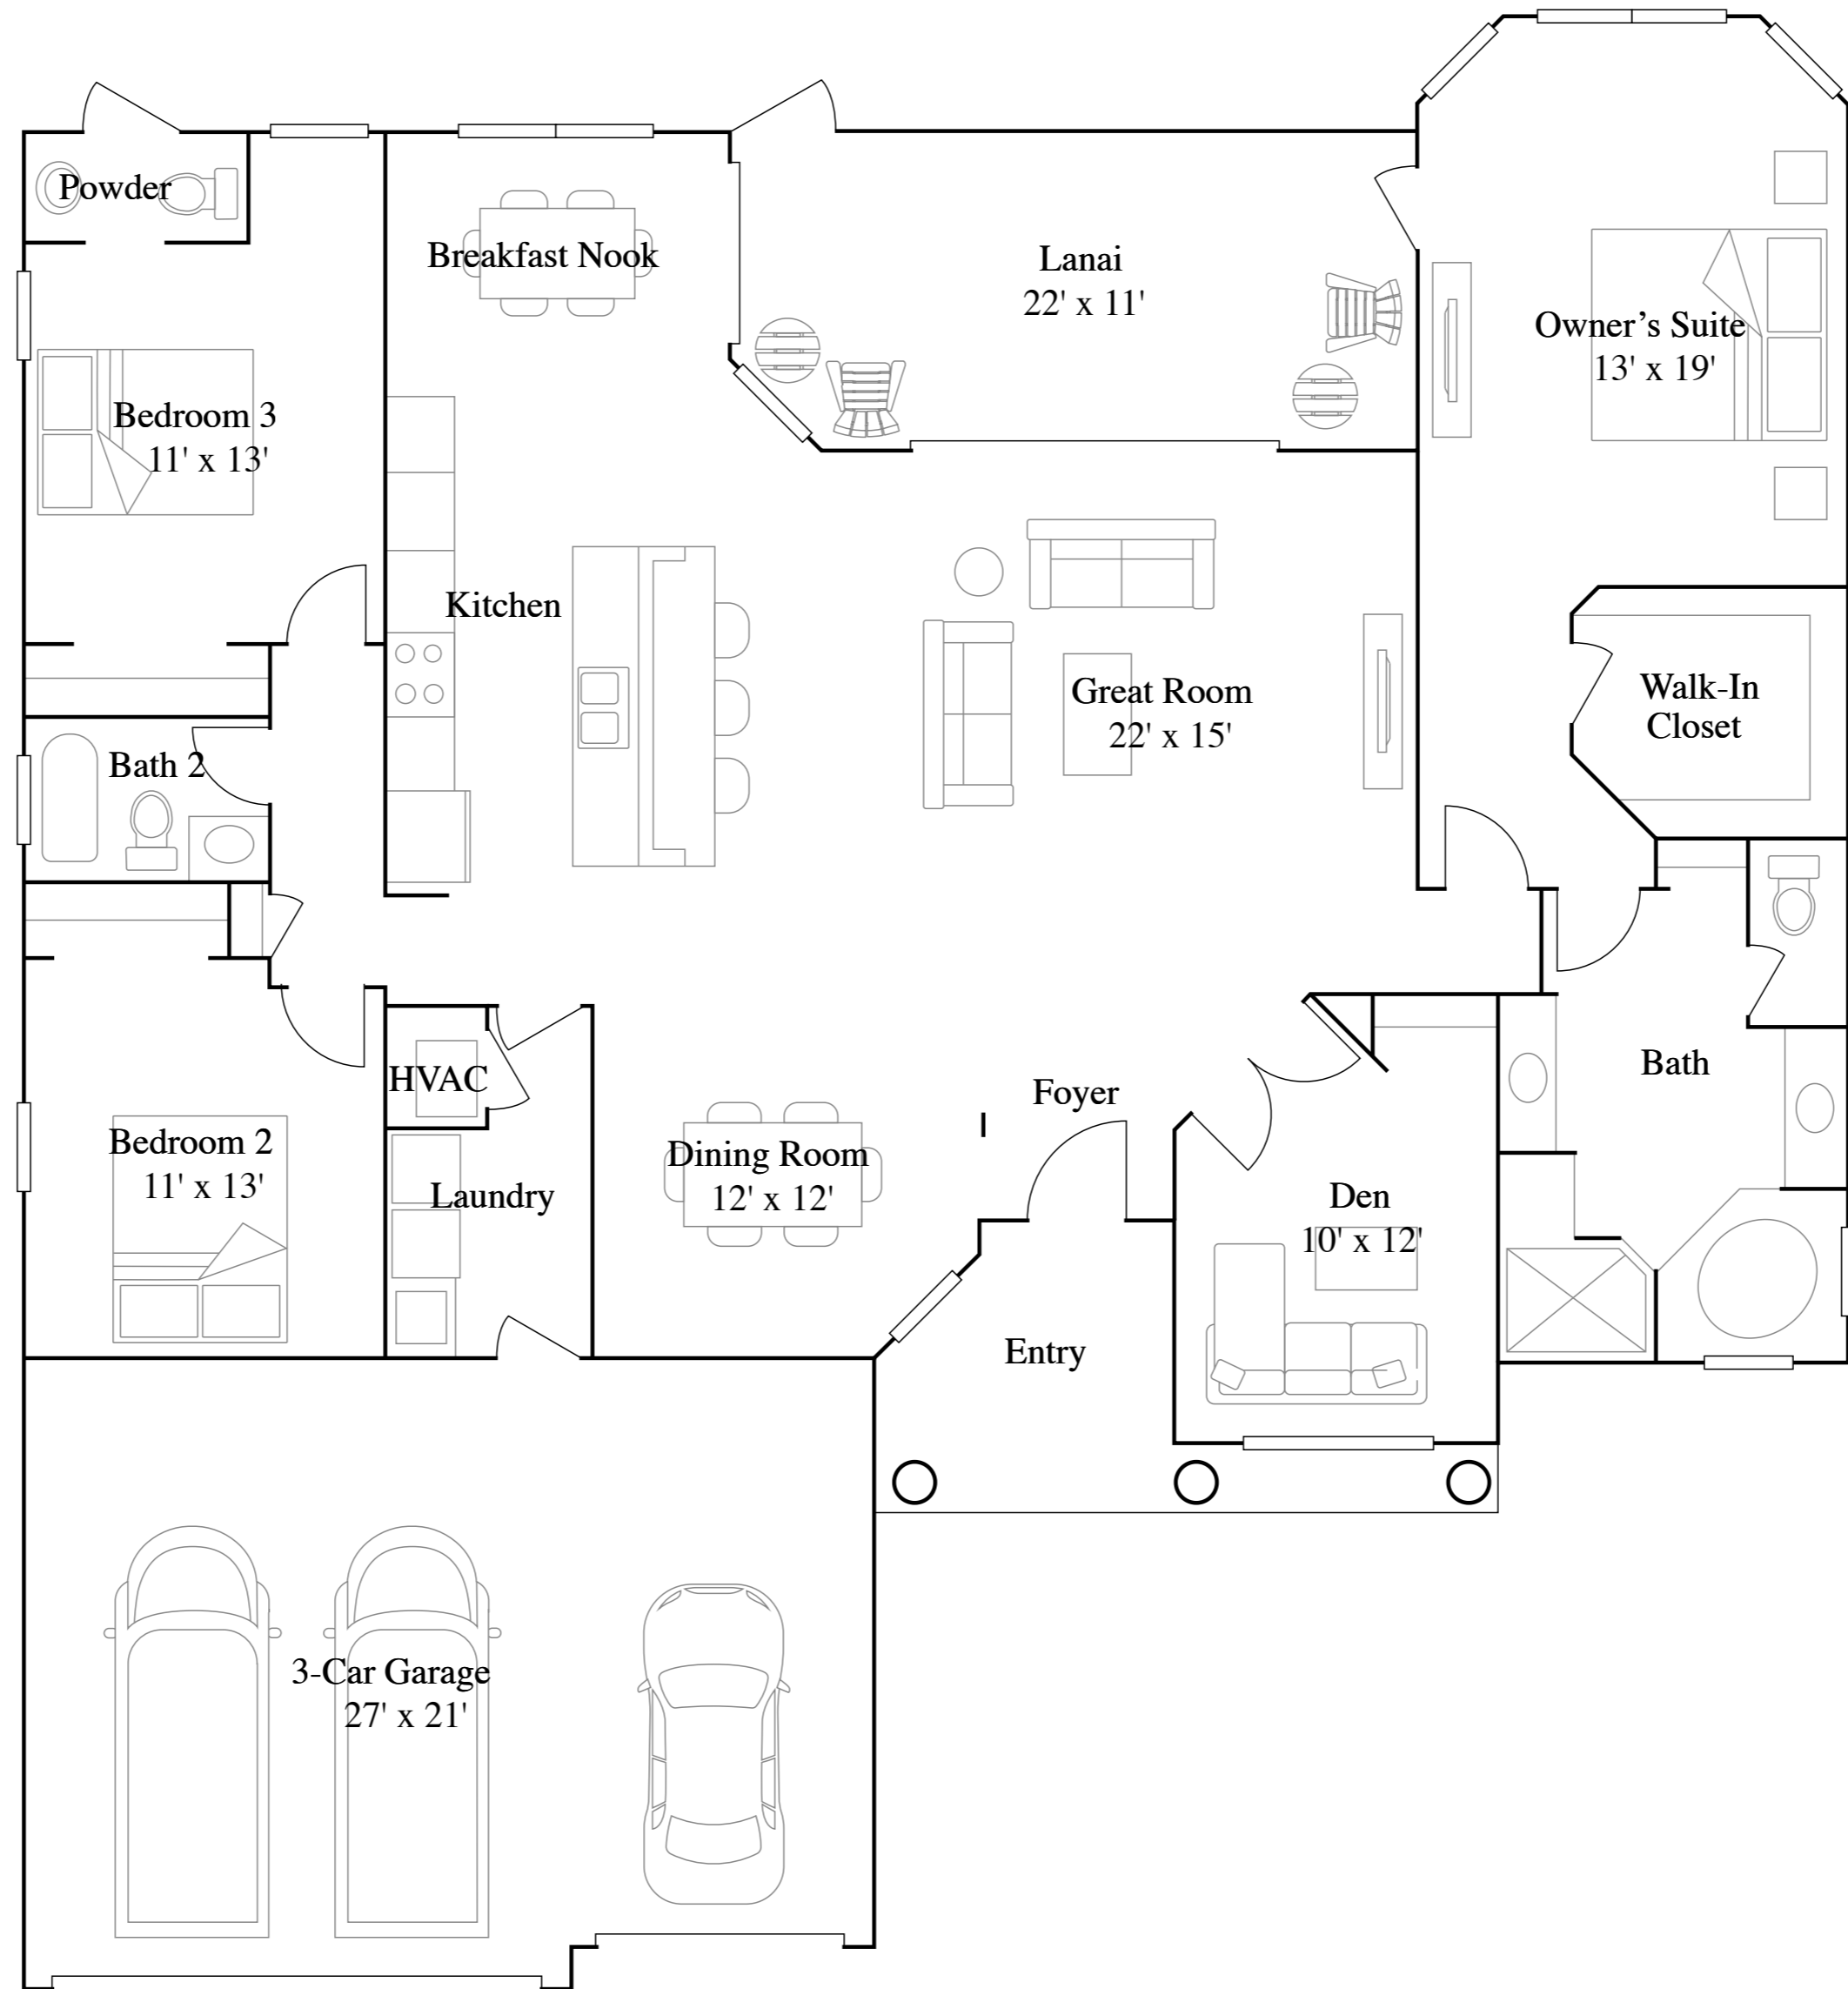 Powder
Breakfast Nook
Lanai
22' x 11'
Owner’s Suite
13' x 19'
Bedroom 3
11' x 13'
Kitchen
Great Room
22' x 15'
Walk-In
Closet
Bath 2
HVAC
Foyer
Bath
Bedroom 2
11' x 13'
Laundry
Dining Room
12' x 12'
Den
10' x 12'
Entry
3-Car Garage
27' x 21'